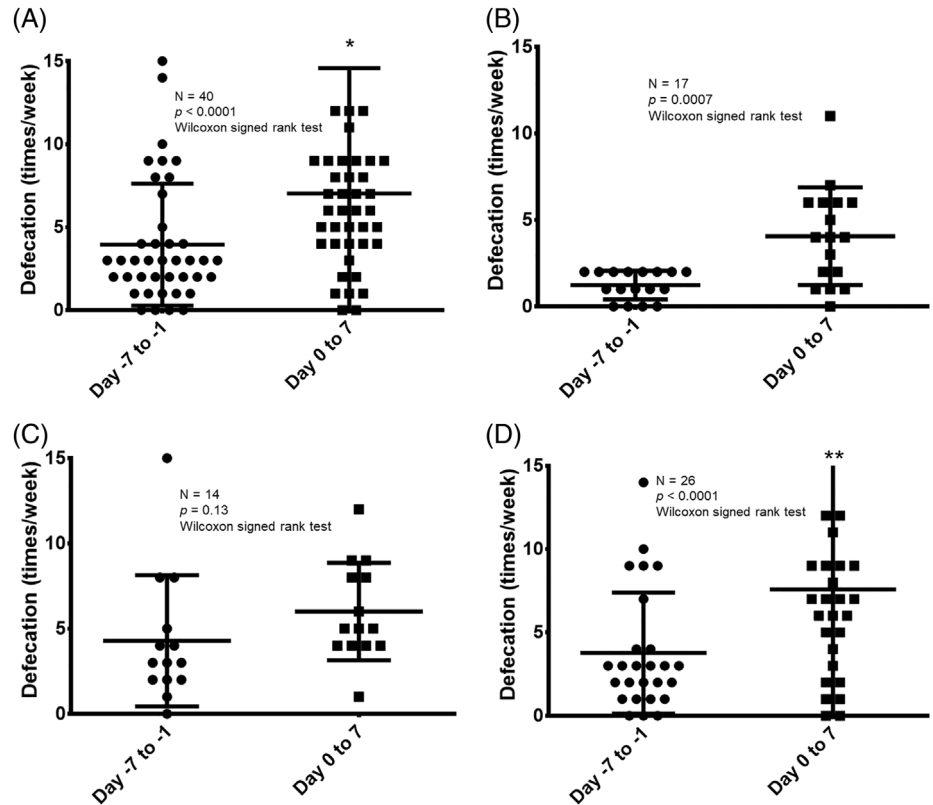 (A)
Defecation (times/week)
15
10
5
0
*
N = 40
p < 0.0001
Wilcoxon signed rank test
Day -7 to -1
Day 0 to 7
(B)
Defecation (times/week)
15
10
5
0
N = 17
p = 0.0007
Wilcoxon signed rank test
Day -7 to -1
Day 0 to 7
(C)
Defecation (times/week)
15
10
5
0
N = 14
p = 0.13
Wilcoxon signed rank test
Day -7 to -1
Day 0 to 7
(D)
Defecation (times/week)
15
10
5
0
**
N = 26
p < 0.0001
Wilcoxon signed rank test
Day -7 to -1
Day 0 to 7